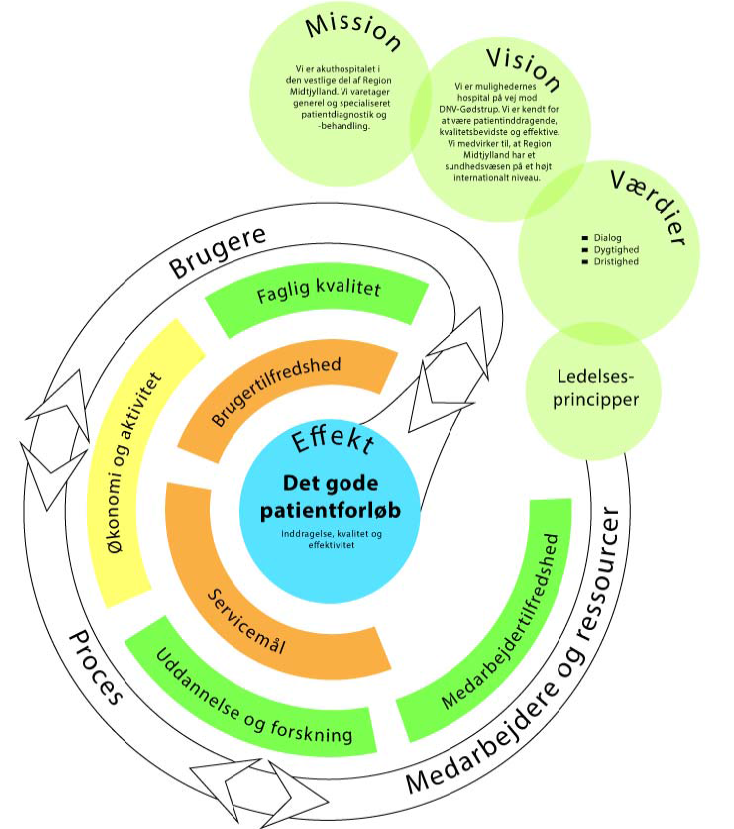 Mission
Vi er akuthospitalet i
den vestlige del af Region
Midtjylland. Vi varetager
generel og specialiseret
patientdiagnostik og
-behandling.
Vision
Vi er mulighedernes
hospital på vej mod
DNV-Gødstrup. Vi er kendt for
at være patientinddragende,
kvalitetsbevidste og effektive.
Vi medvirker til, at Region
Midtjylland har et
sundhedsvæsen på et højt
internationalt niveau.
Værdier
Dialog
Dygtighed
Dristighed
Ledelses-
principper
Brugere
Faglig kvalitet
Brugertilfredshed
Økonomi og aktivitet
Effekt
Det gode
patientforløb
Inddragelse, kvalitet og
effektivitet
Servicemål
Uddannelse og forskning
Medarbejdertilfredshed
Proces
Medarbejdere og ressourcer